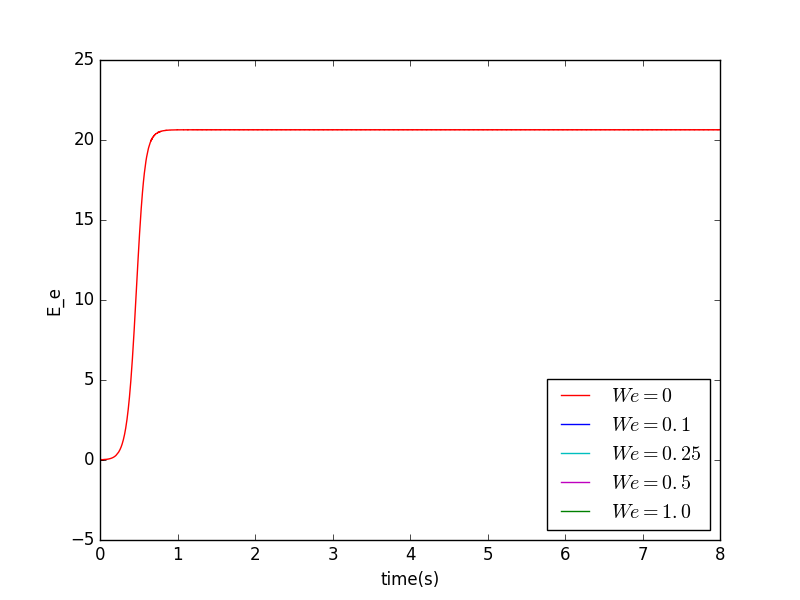 25
20
15
10
5
0
−5
E_e
0 1 2 3 4 5 6 7 8
time(s)
We = 0
We = 0.1
We = 0.25
We = 0.5
We = 1.0